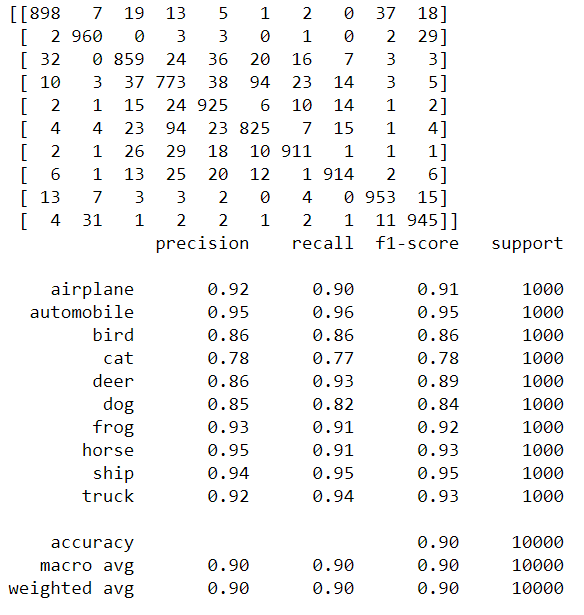 [[898 7 19 13 5 1 2 0 37 18]
[ 2 960 0 3 3 0 1 0 2 29]
[ 32 0 859 24 36 20 16 7 3 3]
[ 10 3 37 773 38 94 23 14 3 5]
[ 2 1 15 24 925 6 10 14 1 2]
[ 4 4 23 94 23 825 7 15 1 4]
[ 2 1 26 29 18 10 911 1 1 1]
[ 6 1 13 25 20 12 1 914 2 6]
[ 13 7 3 3 2 0 4 0 953 15]
[ 4 31 1 2 2 1 2 1 11 945]]
precision recall f1-score support
airplane 0.92 0.90 0.91 1000
automobile 0.95 0.96 0.95 1000
bird 0.86 0.86 0.86 1000
cat 0.78 0.77 0.78 1000
deer 0.86 0.93 0.89 1000
dog 0.85 0.82 0.84 1000
frog 0.93 0.91 0.92 1000
horse 0.95 0.91 0.93 1000
ship 0.94 0.95 0.95 1000
truck 0.92 0.94 0.93 1000
accuracy 0.90 10000
macro avg 0.90 0.90 0.90 10000
weighted avg 0.90 0.90 0.90 10000